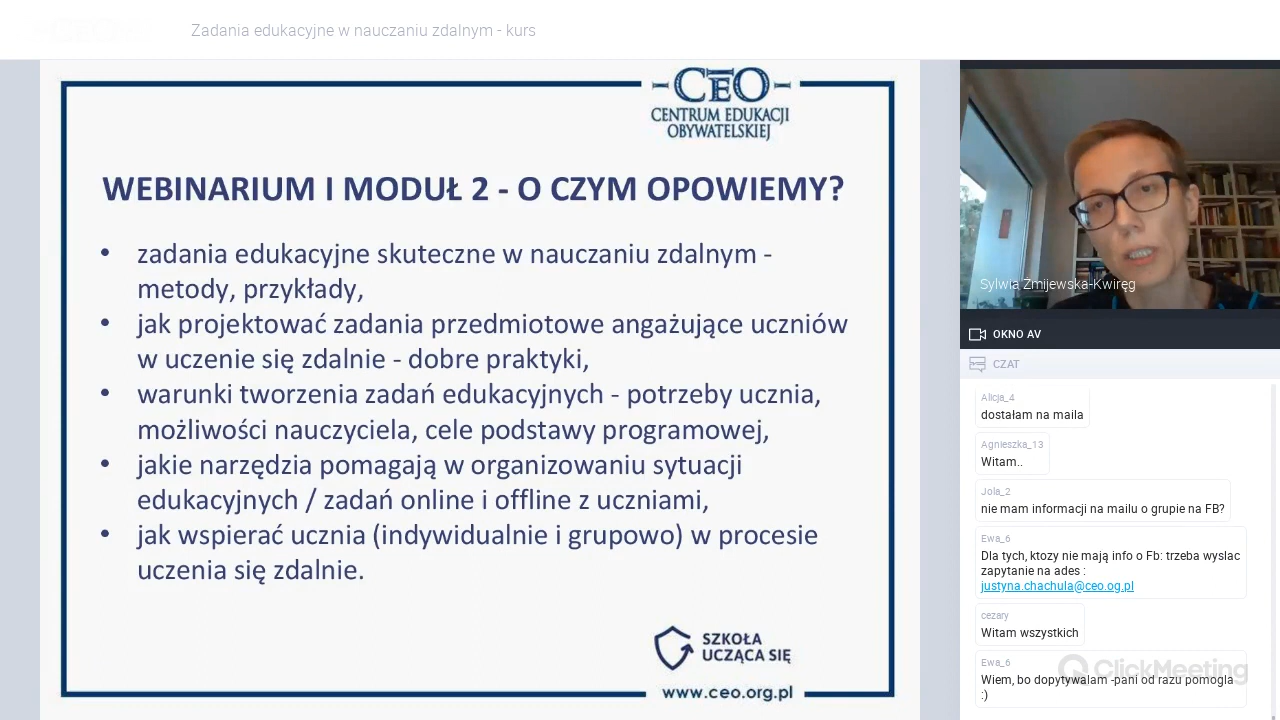 Zadania edukacyjne w nauczaniu zdalnym - kurs
CEO
CENTRUM EDUKACJI
OBYWATELSKIEJ
WEBINARIUM I MODUŁ 2 - O CZYM OPOWIEMY?
• zadania edukacyjne skuteczne w nauczaniu zdalnym -
metody, przykłady,
• jak projektować zadania przedmiotowe angażujące uczniów
w uczenie się zdalnie - dobre praktyki,
• warunki tworzenia zadań edukacyjnych - potrzeby ucznia,
możliwości nauczyciela, cele podstawy programowej,
• jakie narzędzia pomagają w organizowaniu sytuacji
edukacyjnych / zadań online i offline z uczniami,
• jak wspierać ucznia (indywidualnie i grupowo) w procesie
uczenia się zdalnie.
SZKOŁA
UCZĄCA SIĘ
www.ceo.org.pl
Sylwia Żmijewska-Kwiręg
OKNO AV
CZAT
Alicja_4
dostałam na maila
Agnieszka_13
Witam..
Jola_2
nie mam informacji na mailu o grupie na FB?
Ewa_6
Dla tych, ktozy nie mają info o Fb: trzeba wyslac
zapytanie na ades :
justyna.chachula@ceo.og.pl
cezary
Witam wszystkich
Ewa_6
Wiem, bo dopytywalam -pani od razu pomogla
:)
ClickMeeting